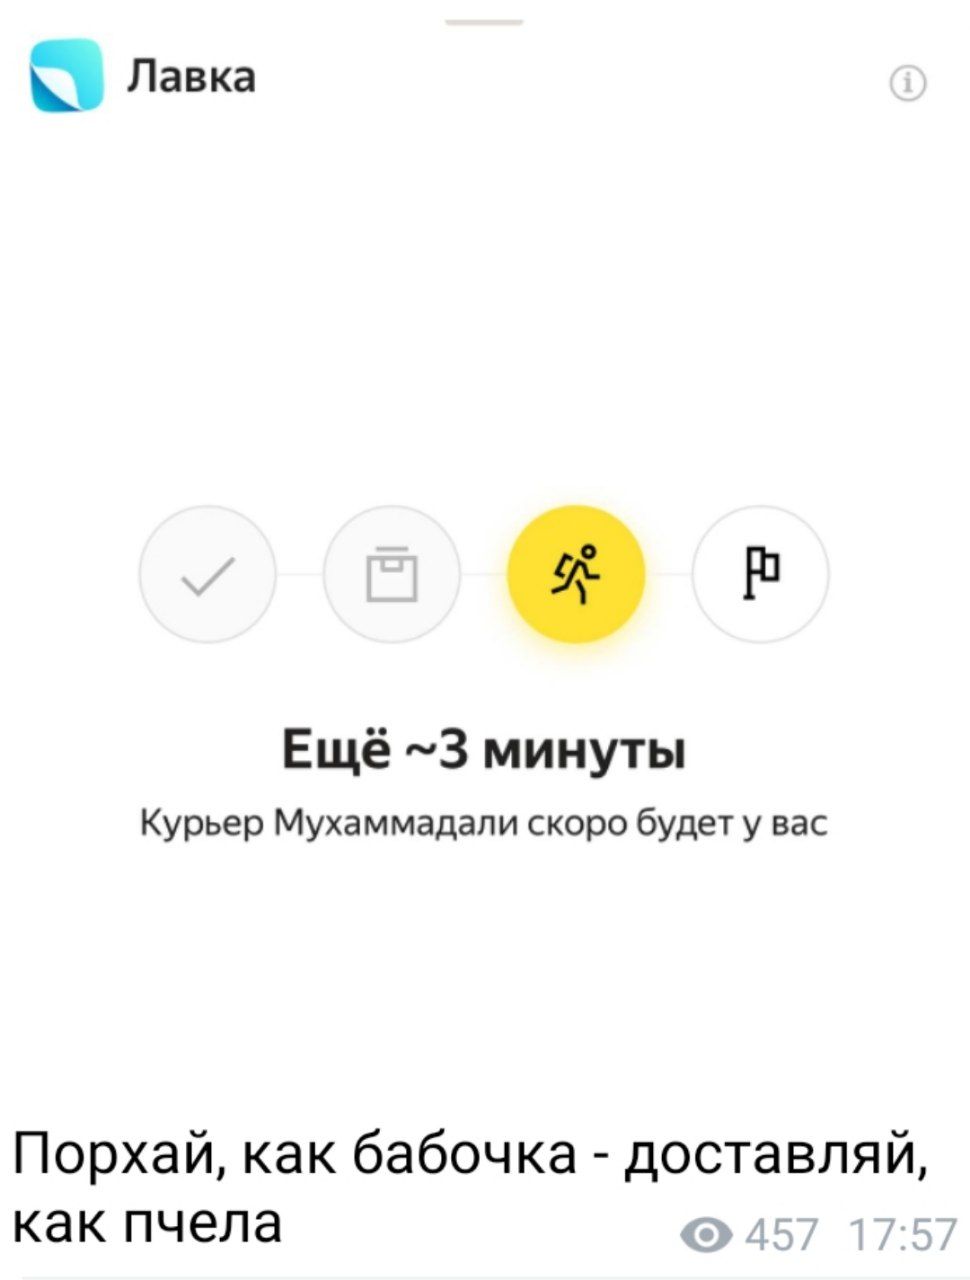 Лавка
Ещё ~3 минуты
Курьер Мухаммадали скоро будет у вас
Порхай, как бабочка - доставляй,
как пчела
457 17:57